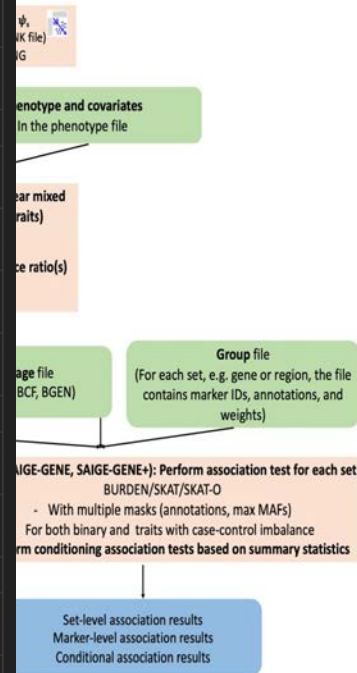 ψs
NK file)
NG
enotype and covariates
In the phenotype file
ear mixed
raits)
ce ratio(s)
age file
BCF, BGEN)
Group file
(For each set, e.g. gene or region, the file
contains marker IDs, annotations, and
weights)
AIGE-GENE, SAIGE-GENE+): Perform association test for each set
BURDEN/SKAT/SKAT-O
- With multiple masks (annotations, max MAFs)
For both binary and traits with case-control imbalance
rm conditioning association tests based on summary statistics
Set-level association results
Marker-level association results
Conditional association results